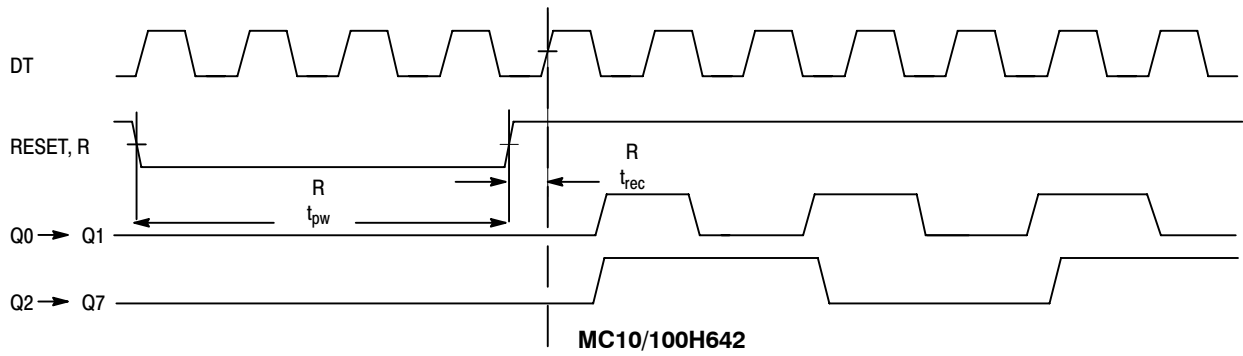 DT
RESET, R
R
t_pw
R
t_rec
Q0 → Q1
Q2 → Q7
MC10/100H642